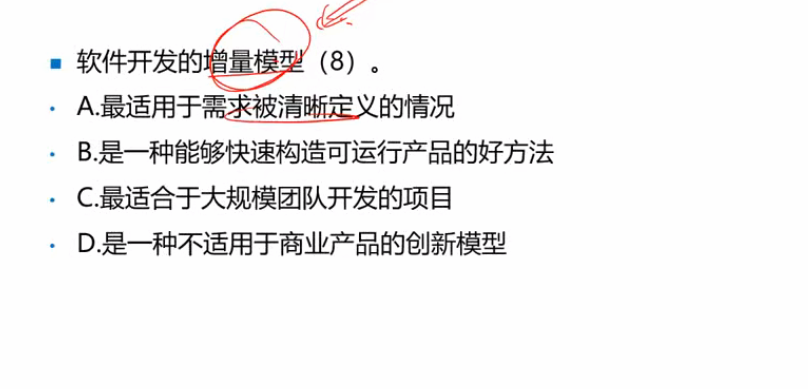 软件开发的增量模型（8）。
A.最适用于需求被清晰定义的情况
B.是一种能够快速构造可运行产品的好方法
C.最适合于大规模团队开发的项目
D.是一种不适用于商业产品的创新模型